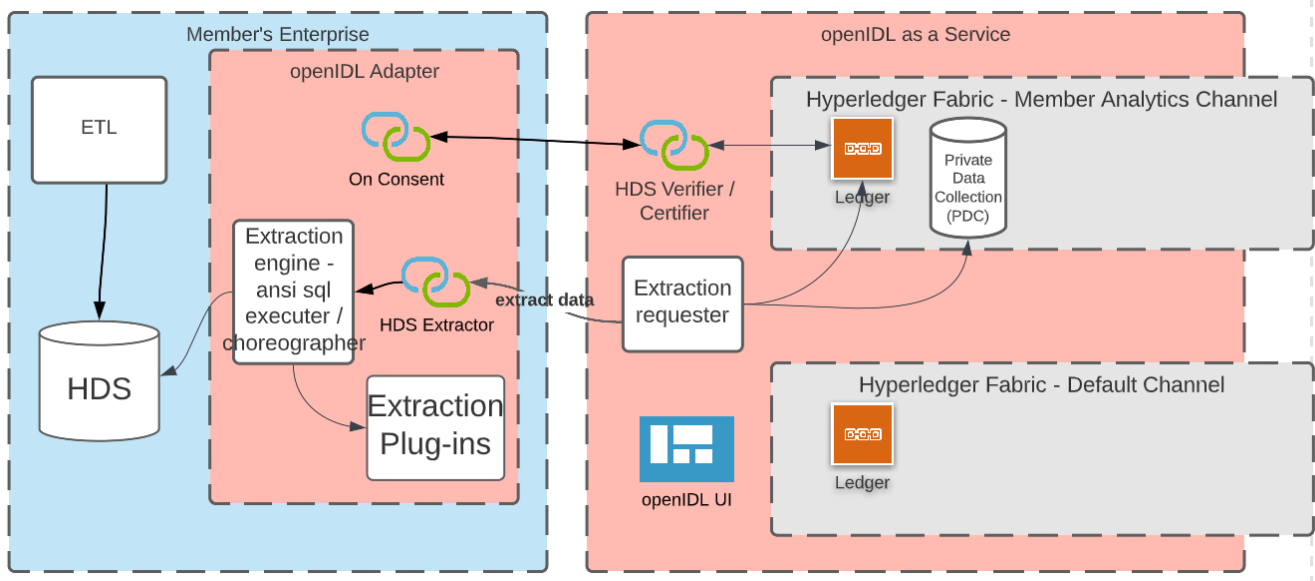 Member's Enterprise
openIDL Adapter
ETL
On Consent
Extraction
engine -
ansi sql
executer /
choreographer
HDS Extractor
HDS
Extraction
Plug-ins
extract data
openIDL as a Service
Hyperledger Fabric - Member Analytics Channel
HDS Verifier /
Certifier
Ledger
Private
Data
Collection
(PDC)
Extraction
requester
Hyperledger Fabric - Default Channel
Ledger
openIDL UI